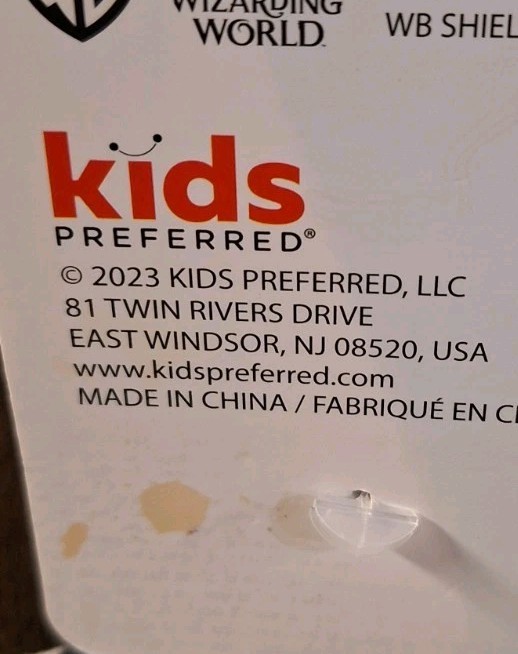 WIZARDING
WORLD
WB SHIEL
kids
PREFERRED®
© 2023 KIDS PREFERRED, LLC
81 TWIN RIVERS DRIVE
EAST WINDSOR, NJ 08520, USA
www.kidspreferred.com
MADE IN CHINA / FABRIQUÉ EN C